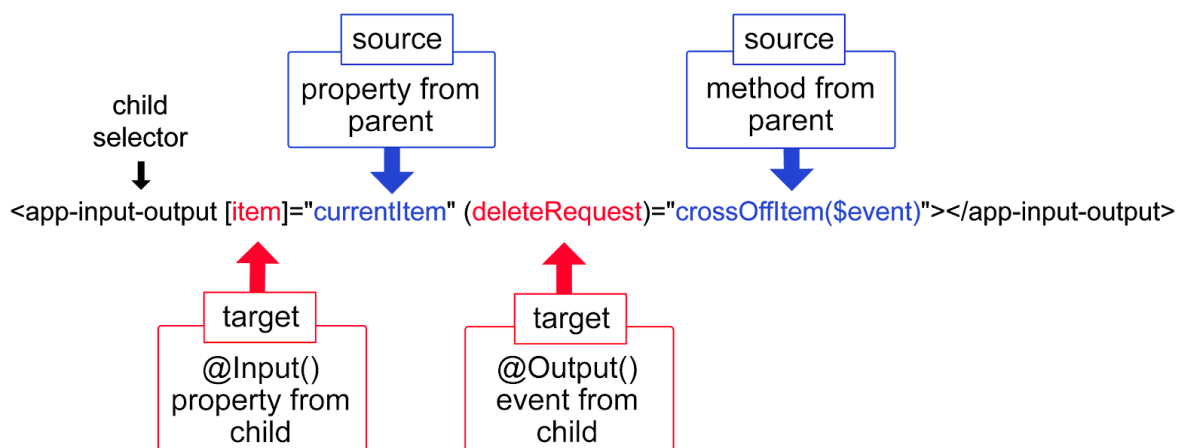 source
property from
parent
source
method from
parent
child
selector
<app-input-output [item]="currentItem" (deleteRequest)="crossOffItem($event)"></app-input-output>
target
@Input()
property from
child
target
@Output()
event from
child